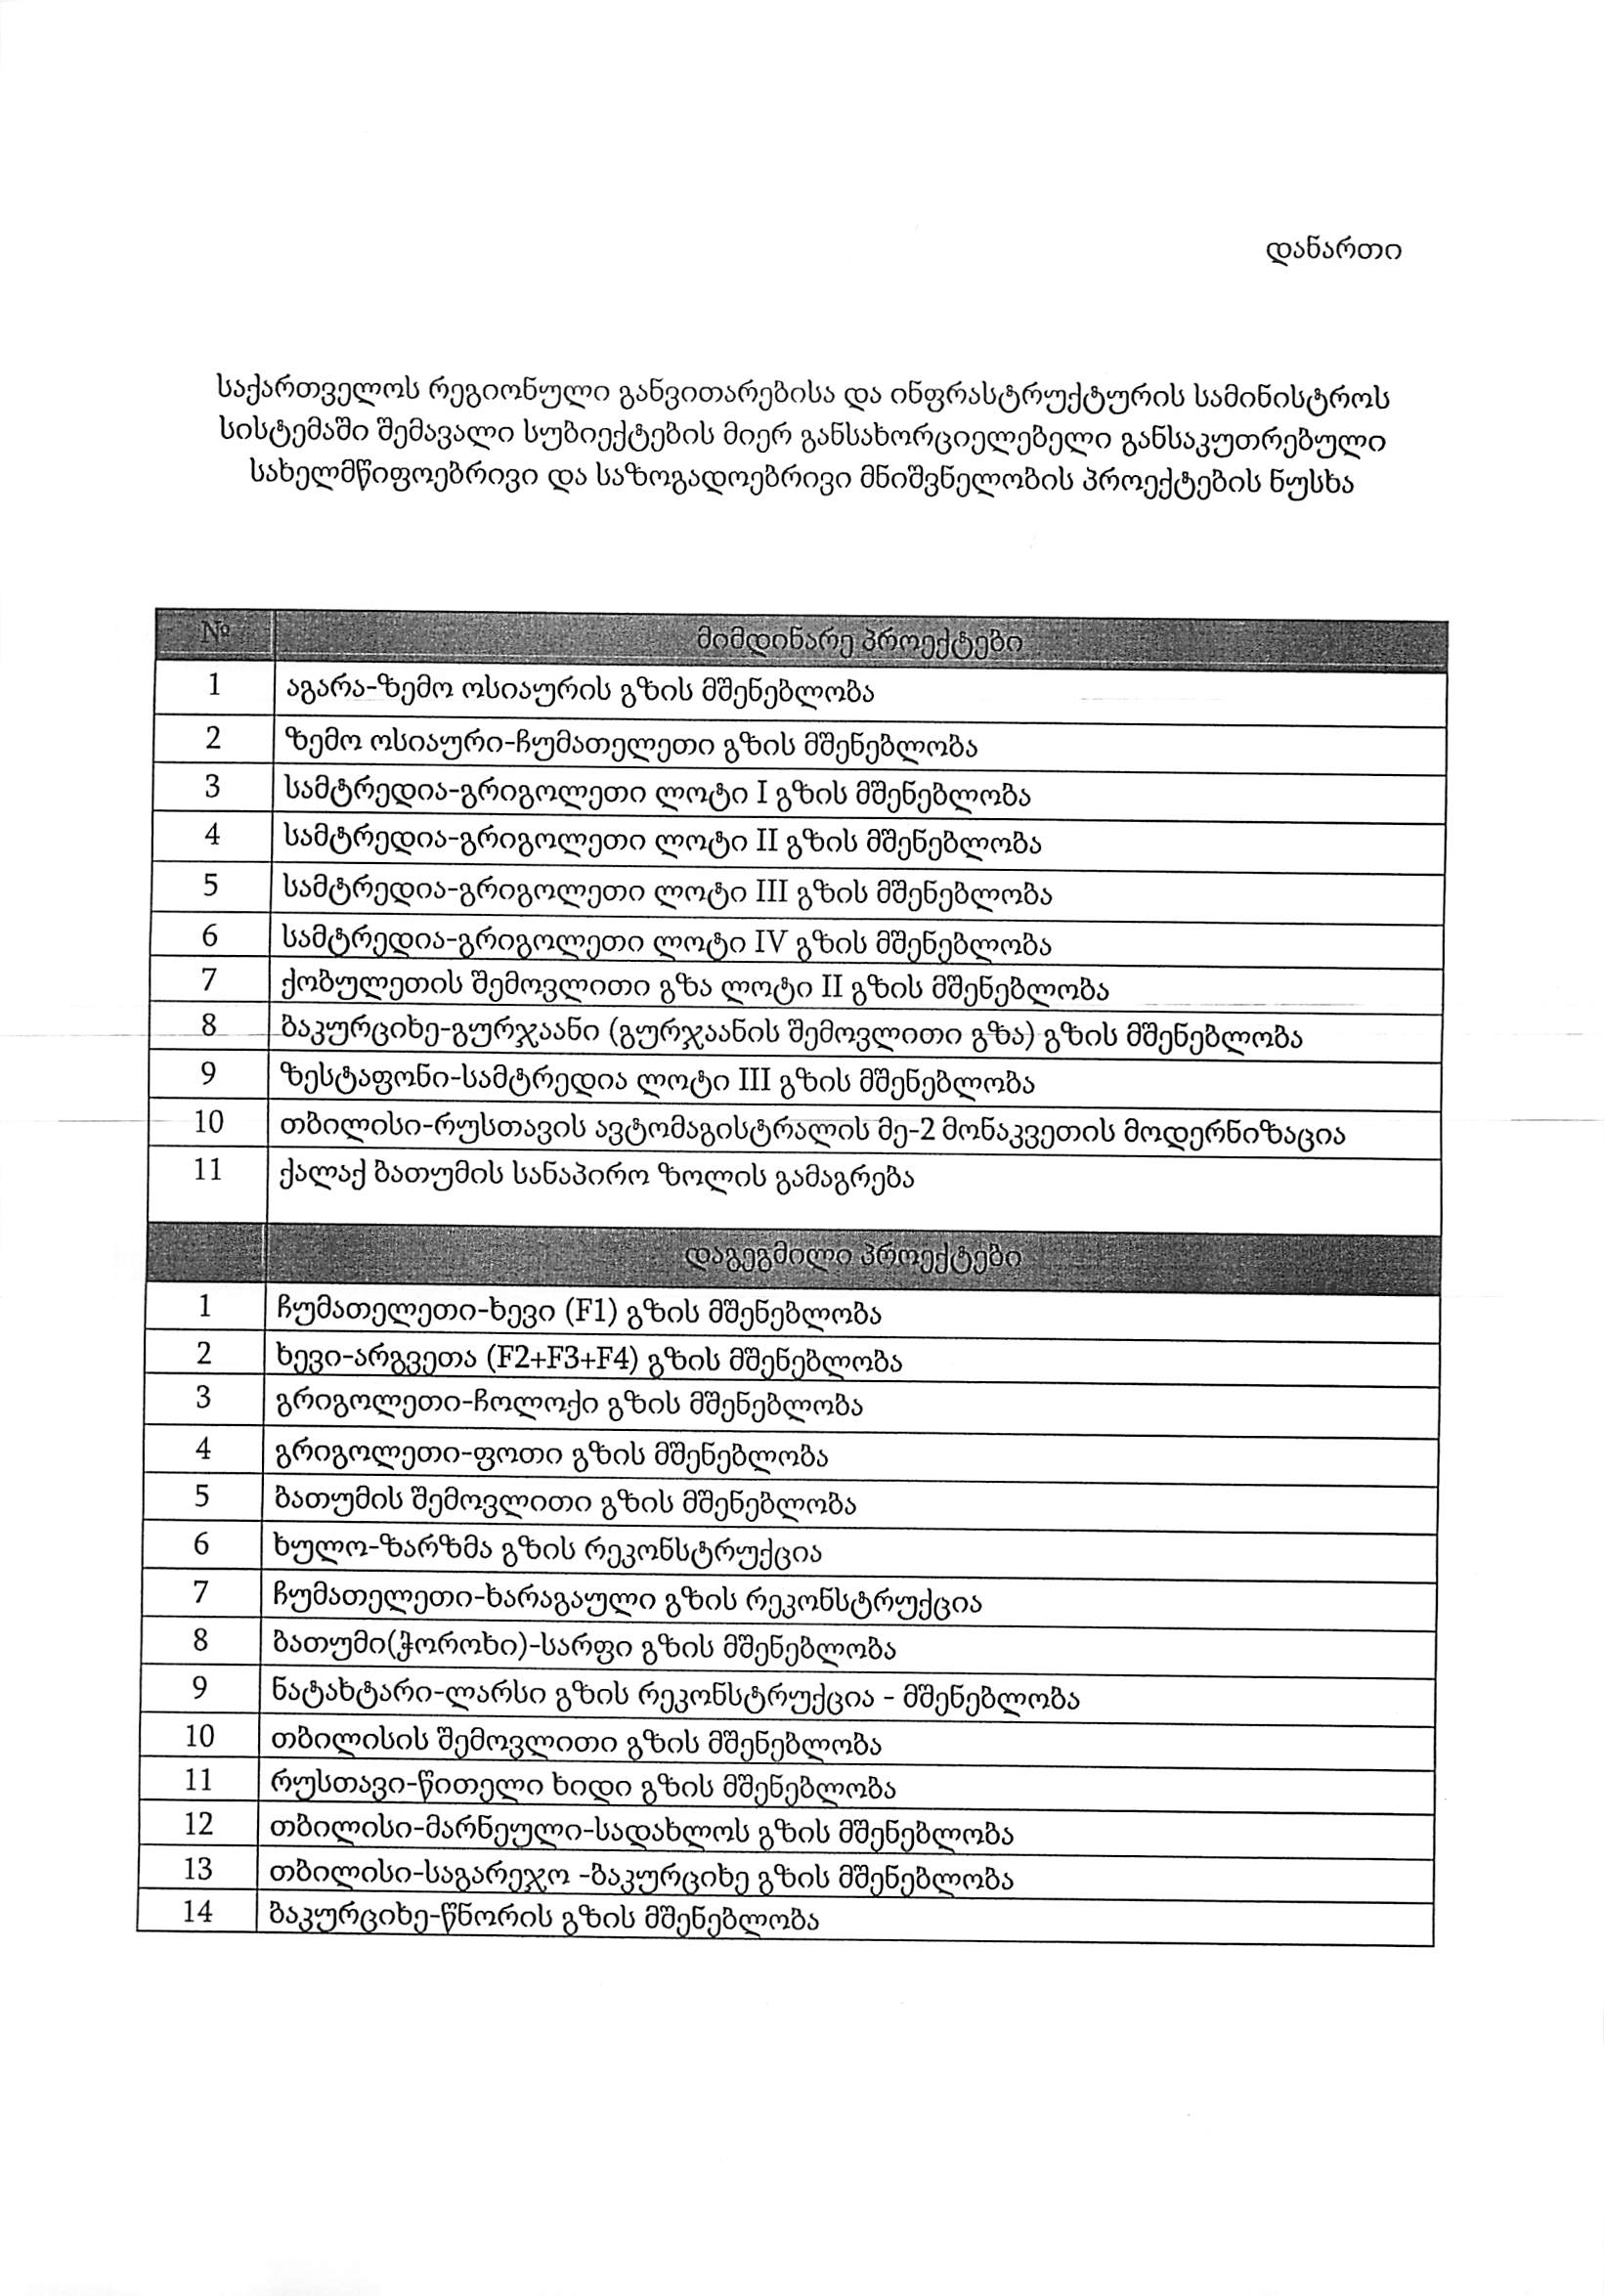 დანართი
საქართველოს რეგიონული განვითარებისა და ინფრასტრუქტურის სამინისტროს
სისტემაში შემავალი სუბიექტების მიერ განსახორციელებელი განსაკუთრებული
სახელმწიფოებრივი და საზოგადოებრივი მნიშვნელობის პროექტების ნუსხა
№ მიმდინარე პროექტები
1 აგარა-ზემო ოსიაურის გზის მშენებლობა
2 ზემო ოსიაური-ჩუმათელეთი გზის მშენებლობა
3 სამტრედია-გრიგოლეთი ლოტი I გზის მშენებლობა
4 სამტრედია-გრიგოლეთი ლოტი II გზის მშენებლობა
5 სამტრედია-გრიგოლეთი ლოტი III გზის მშენებლობა
6 სამტრედია-გრიგოლეთი ლოტი IV გზის მშენებლობა
7 ქობულეთის შემოვლითი გზა ლოტი II გზის მშენებლობა
8 ბაკურციხე-გურჯაანი (გურჯაანის შემოვლითი გზა) გზის მშენებლობა
9 ზესტაფონი-სამტრედია ლოტი III გზის მშენებლობა
10 თბილისი-რუსთავის ავტომაგისტრალის მე-2 მონაკვეთის მოდერნიზაცია
11 ქალაქ ბათუმის სანაპირო ზოლის გამაგრება
დაგეგმილი პროექტები
1 ჩუმათელეთი-ხევი (F1) გზის მშენებლობა
2 ხევი-არგვეთა (F2+F3+F4) გზის მშენებლობა
3 გრიგოლეთი-ჩოლოქი გზის მშენებლობა
4 გრიგოლეთი-ფოთი გზის მშენებლობა
5 ბათუმის შემოვლითი გზის მშენებლობა
6 ხულო-ზარზმა გზის რეკონსტრუქცია
7 ჩუმათელეთი-ხარაგაული გზის რეკონსტრუქცია
8 ბათუმი(ჭოროხი)-სარფი გზის მშენებლობა
9 ნატახტარი-ლარსი გზის რეკონსტრუქცია - მშენებლობა
10 თბილისის შემოვლითი გზის მშენებლობა
11 რუსთავი-წითელი ხიდი გზის მშენებლობა
12 თბილისი-მარნეული-სადახლოს გზის მშენებლობა
13 თბილისი-საგარეჯო -ბაკურციხე გზის მშენებლობა
14 ბაკურციხე-წნორის გზის მშენებლობა